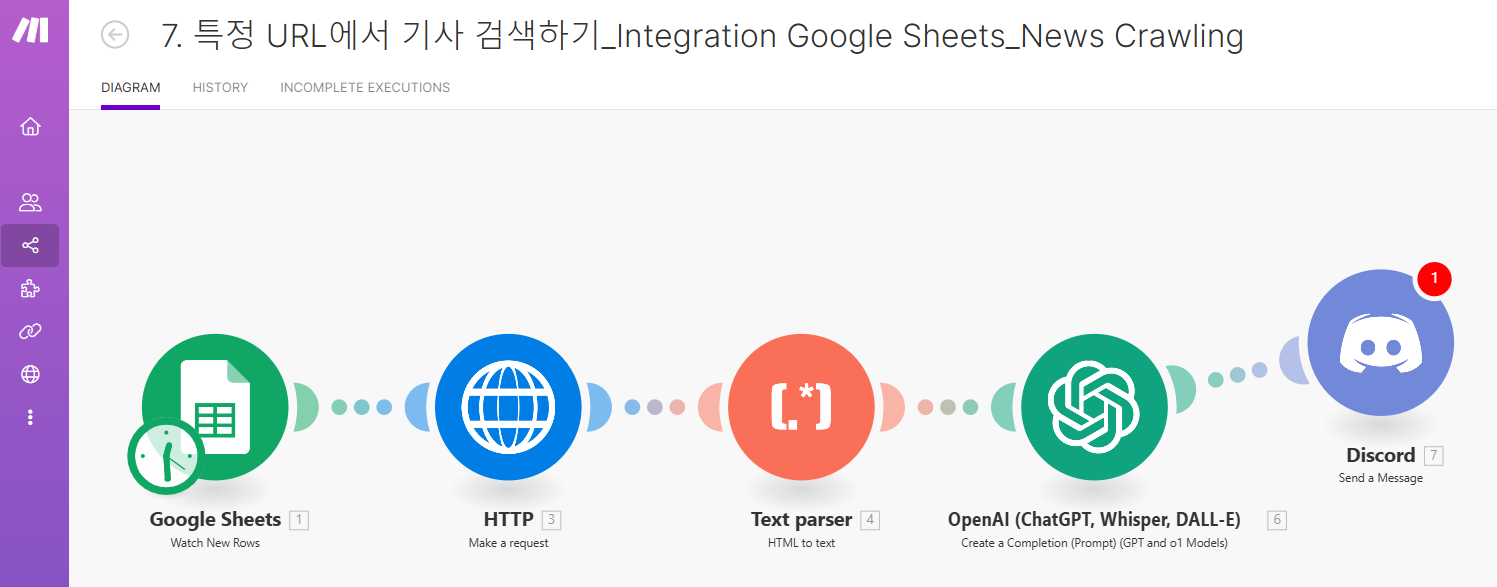 7. 특정 URL에서 기사 검색하기_Integration Google Sheets_News Crawling
DIAGRAM HISTORY INCOMPLETE EXECUTIONS
1
[.*]
Discord 7
Send a Message
Google Sheets 1
Watch New Rows
HTTP 3
Make a request
Text parser 4
HTML to text
OpenAI (ChatGPT, Whisper, DALL-E) 6
Create a Completion (Prompt) (GPT and o1 Models)